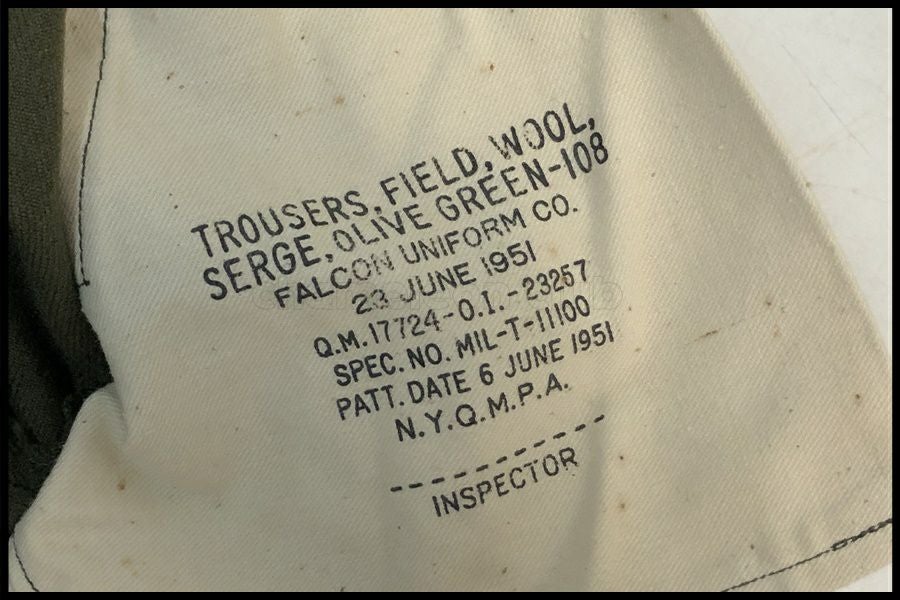 TROUSERS, FIELD, WOOL,
SERGE, OLIVE GREEN-108
FALCON UNIFORM CO.
23 JUNE 1951
Q.M. 17724-O.I.-23257
SPEC. NO. MIL-T-11100
PATT. DATE 6 JUNE 1951
N.Y.Q.M.P.A.
INSPECTOR